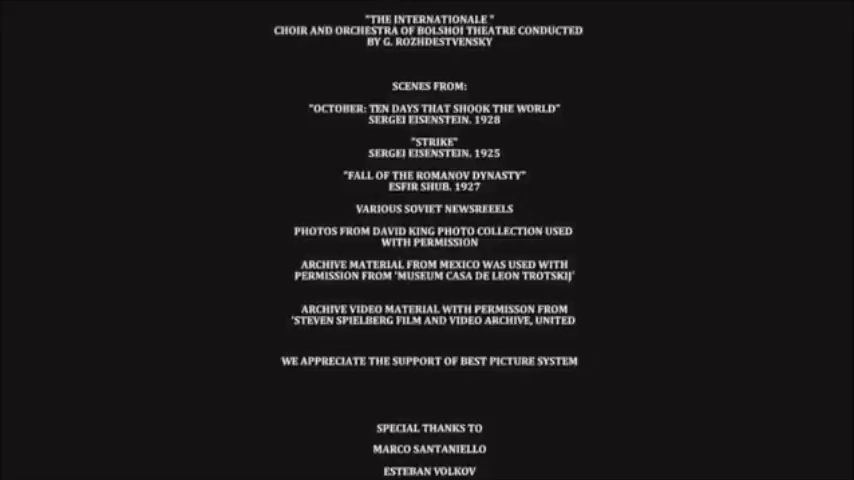 "THE INTERNATIONALE "
CHOIR AND ORCHESTRA OF BOLSHOI THEATRE CONDUCTED
BY G. ROZHDESTVENSKY
SCENES FROM:
"OCTOBER: TEN DAYS THAT SHOOK THE WORLD"
SERGEI EISENSTEIN. 1928
"STRIKE"
SERGEI EISENSTEIN. 1925
"FALL OF THE ROMANOV DYNASTY"
ESFIR SHUB. 1927
VARIOUS SOVIET NEWSREEELS
PHOTOS FROM DAVID KING PHOTO COLLECTION USED
WITH PERMISSION
ARCHIVE MATERIAL FROM MEXICO WAS USED WITH
PERMISSION FROM 'MUSEUM CASA DE LEON TROTSKIJ'
ARCHIVE VIDEO MATERIAL WITH PERMISSON FROM
'STEVEN SPIELBERG FILM AND VIDEO ARCHIVE, UNITED
WE APPRECIATE THE SUPPORT OF BEST PICTURE SYSTEM
SPECIAL THANKS TO
MARCO SANTANIELLO
ESTEBAN VOLKOV